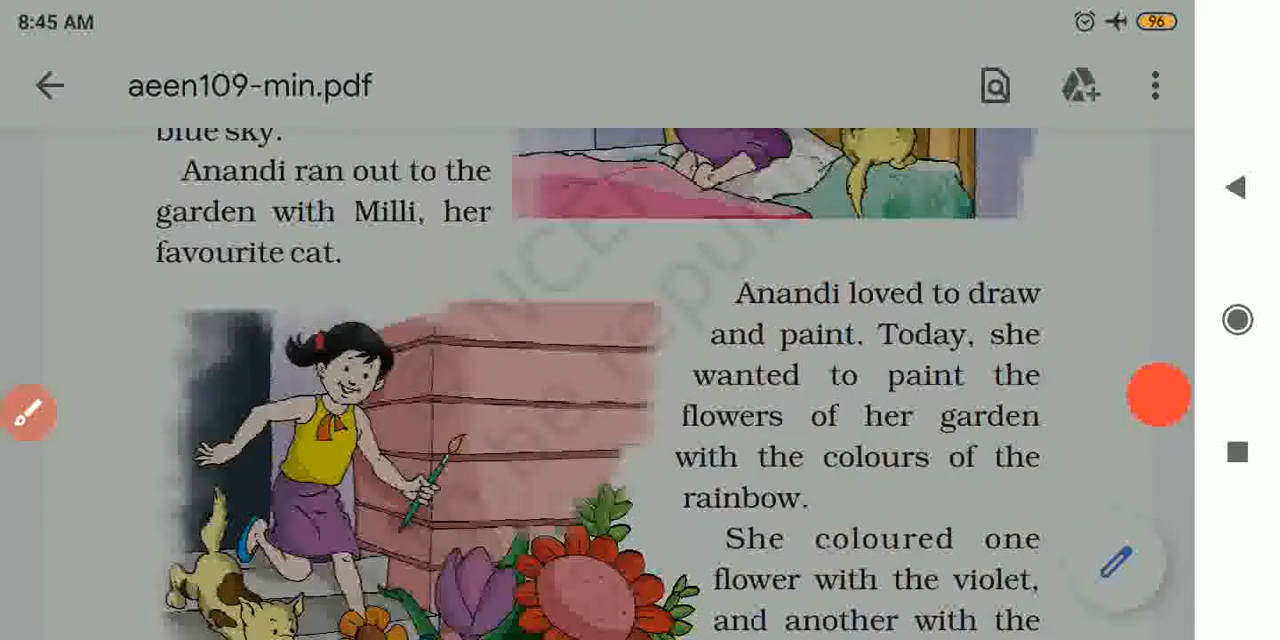 8:45 AM
96
aeen109-min.pdf
blue sky.
Anandi ran out to the
garden with Milli, her
favourite cat.
Anandi loved to draw
and paint. Today, she
wanted to paint the
flowers of her garden
with the colours of the
rainbow.
She coloured one
flower with the violet,
and another with the